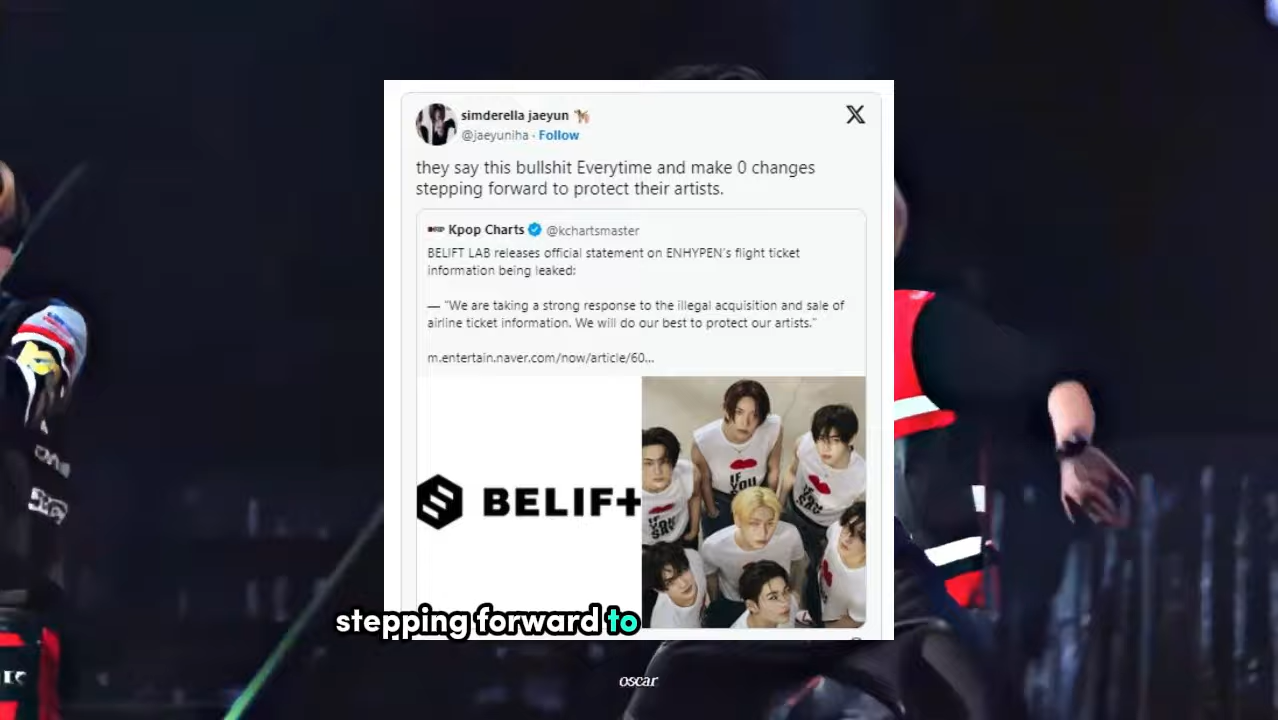 simderella jaeyun
@jaeyuniha · Follow
they say this bullshit Everytime and make 0 changes
stepping forward to protect their artists.
Kpop Charts @kchartsmaster
BELIFT LAB releases official statement on ENHYPEN's flight ticket
information being leaked:
— "We are taking a strong response to the illegal acquisition and sale of
airline ticket information. We will do our best to protect our artists."
m.entertain.naver.com/now/article/60...
BELIFT
IF
YOU
stepping forward to
oscar